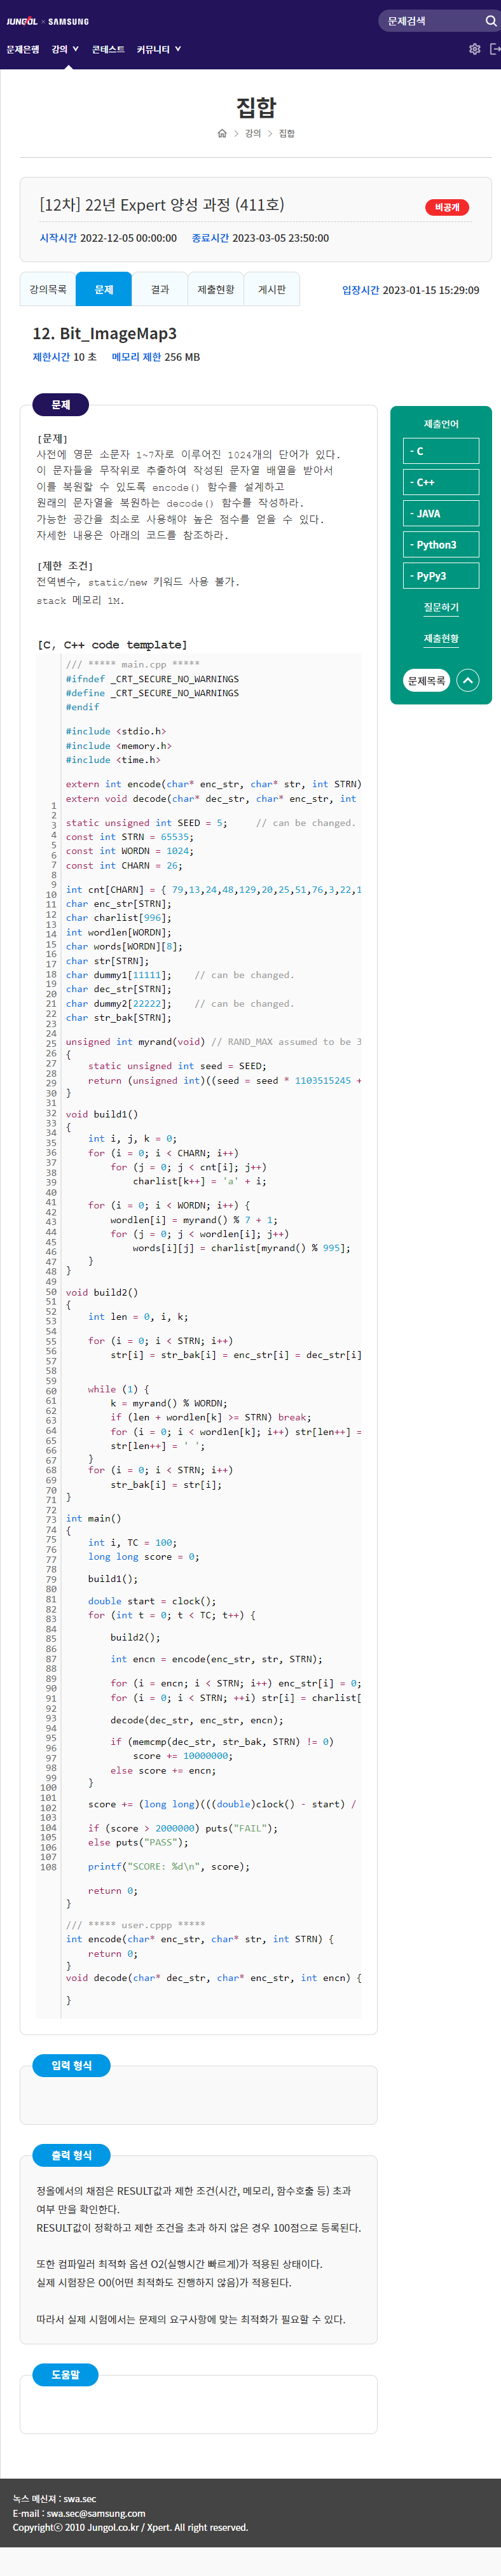 JUNGOL × SAMSUNG
문제검색
문제은행 강의 콘테스트 커뮤니티
집합
강의 집합
[12차] 22년 Expert 양성 과정 (411호)
비공개
시작시간 2022-12-05 00:00:00 종료시간 2023-03-05 23:50:00
강의목록 문제 결과 제출현황 게시판
입장시간 2023-01-15 15:29:09
12. Bit_ImageMap3
제한시간 10 초 메모리 제한 256 MB
문제
[문제]
사전에 영문 소문자 1~7자로 이루어진 1024개의 단어가 있다.
이 문자들을 무작위로 추출하여 작성된 문자열 배열을 받아서
이를 복원할 수 있도록 encode() 함수를 설계하고
원래의 문자열을 복원하는 decode() 함수를 작성하라.
가능한 공간을 최소로 사용해야 높은 점수를 얻을 수 있다.
자세한 내용은 아래의 코드를 참조하라.
[제한 조건]
전역변수, static/new 키워드 사용 불가.
stack 메모리 1M.
[C, C++ code template]
/// ***** main.cpp *****
#ifndef _CRT_SECURE_NO_WARNINGS
#define _CRT_SECURE_NO_WARNINGS
#endif
#include <stdio.h>
#include <memory.h>
#include <time.h>
extern int encode(char* enc_str, char* str, int STRN)
extern void decode(char* dec_str, char* enc_str, int
static unsigned int SEED = 5; // can be changed.
const int STRN = 65535;
const int WORDN = 1024;
const int CHARN = 26;
int cnt[CHARN] = { 79,13,24,48,129,20,25,51,76,3,22,1
char enc_str[STRN];
char charlist[996];
int wordlen[WORDN];
char words[WORDN][8];
char str[STRN];
char dummy1[11111]; // can be changed.
char dec_str[STRN];
char dummy2[22222]; // can be changed.
char str_bak[STRN];
unsigned int myrand(void) // RAND_MAX assumed to be 3
{
static unsigned int seed = SEED;
return (unsigned int)((seed = seed * 1103515245 +
}
void build1()
{
int i, j, k = 0;
for (i = 0; i < CHARN; i++)
for (j = 0; j < cnt[i]; j++)
charlist[k++] = 'a' + i;
for (i = 0; i < WORDN; i++) {
wordlen[i] = myrand() % 7 + 1;
for (j = 0; j < wordlen[i]; j++)
words[i][j] = charlist[myrand() % 995];
}
}
void build2()
{
int len = 0, i, k;
for (i = 0; i < STRN; i++)
str[i] = str_bak[i] = enc_str[i] = dec_str[i]
while (1) {
k = myrand() % WORDN;
if (len + wordlen[k] >= STRN) break;
for (i = 0; i < wordlen[k]; i++) str[len++] =
str[len++] = ' ';
}
for (i = 0; i < STRN; i++)
str_bak[i] = str[i];
}
int main()
{
int i, TC = 100;
long long score = 0;
build1();
double start = clock();
for (int t = 0; t < TC; t++) {
build2();
int encn = encode(enc_str, str, STRN);
for (i = encn; i < STRN; i++) enc_str[i] = 0;
for (i = 0; i < STRN; ++i) str[i] = charlist[
decode(dec_str, enc_str, encn);
if (memcmp(dec_str, str_bak, STRN) != 0)
score += 10000000;
else score += encn;
}
score += (long long)(((double)clock() - start) /
if (score > 2000000) puts("FAIL");
else puts("PASS");
printf("SCORE: %d\n", score);
return 0;
}
/// ***** user.cppp *****
int encode(char* enc_str, char* str, int STRN) {
return 0;
}
void decode(char* dec_str, char* enc_str, int encn) {
}
1
2
3
4
5
6
7
8
9
10
11
12
13
14
15
16
17
18
19
20
21
22
23
24
25
26
27
28
29
30
31
32
33
34
35
36
37
38
39
40
41
42
43
44
45
46
47
48
49
50
51
52
53
54
55
56
57
58
59
60
61
62
63
64
65
66
67
68
69
70
71
72
73
74
75
76
77
78
79
80
81
82
83
84
85
86
87
88
89
90
91
92
93
94
95
96
97
98
99
100
101
102
103
104
105
106
107
108
제출언어
- C
- C++
- JAVA
- Python3
- PyPy3
질문하기
제출현황
문제목록
입력 형식
출력 형식
정올에서의 채점은 RESULT값과 제한 조건(시간, 메모리, 함수호출 등) 초과
여부 만을 확인한다.
RESULT값이 정확하고 제한 조건을 초과 하지 않은 경우 100점으로 등록된다.
또한 컴파일러 최적화 옵션 O2(실행시간 빠르게)가 적용된 상태이다.
실제 시험장은 O0(어떤 최적화도 진행하지 않음)가 적용된다.
따라서 실제 시험에서는 문제의 요구사항에 맞는 최적화가 필요할 수 있다.
도움말
녹스 메신저 : swa.sec
E-mail : swa.sec@samsung.com
Copyrightⓒ 2010 Jungol.co.kr / Xpert. All right reserved.